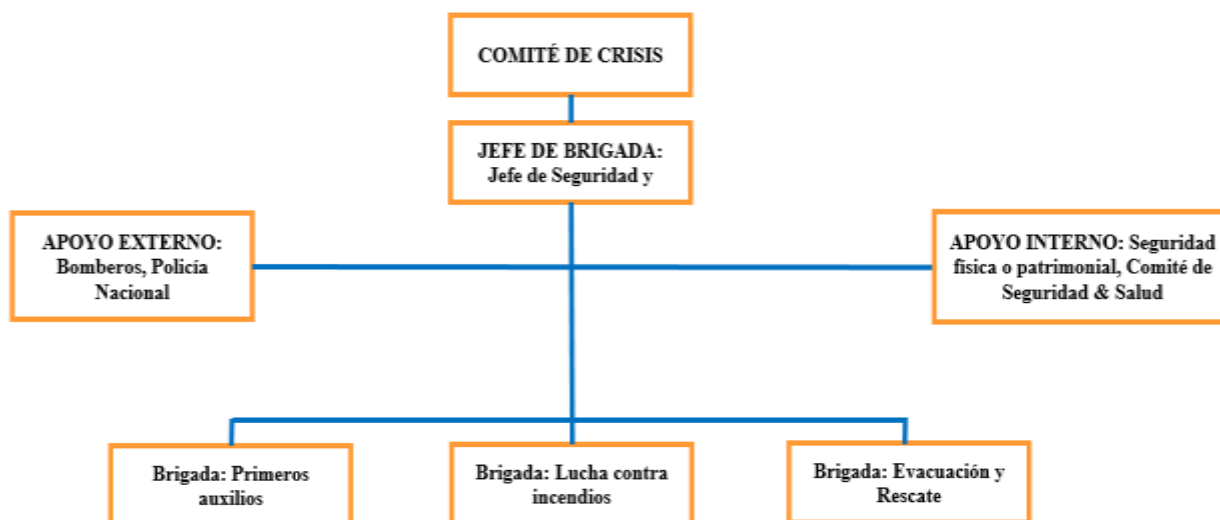 COMITÉ DE CRISIS
JEFE DE BRIGADA:
Jefe de Seguridad y
APOYO EXTERNO:
Bomberos, Policía
Nacional
APOYO INTERNO: Seguridad
física o patrimonial, Comité de
Seguridad & Salud
Brigada: Primeros
auxilios
Brigada: Lucha contra
incendios
Brigada: Evacuación y
Rescate